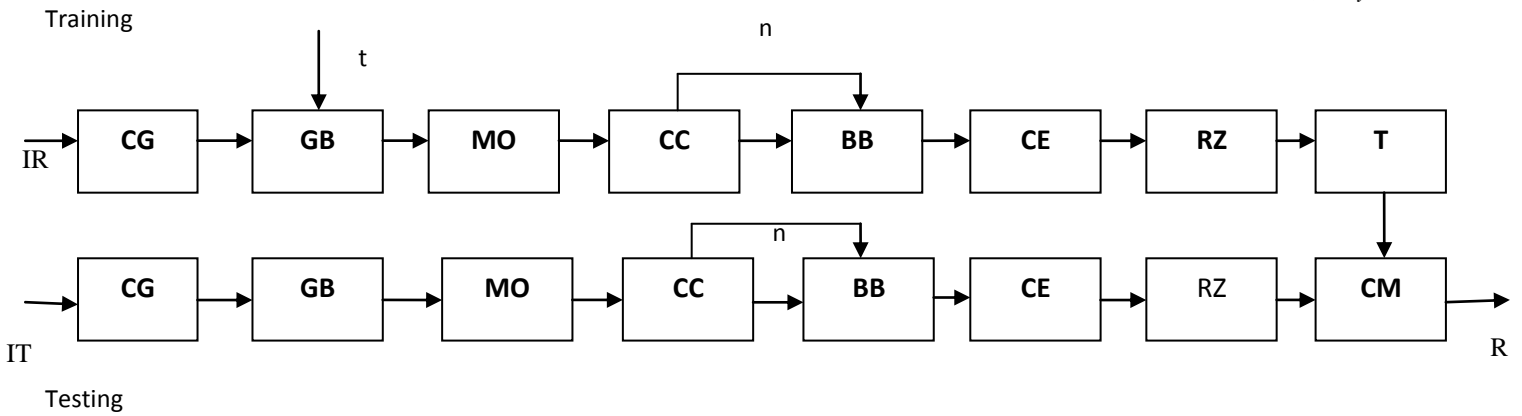 Training
t
n
CG GB MO CC BB CE RZ T
IR
n
CG GB MO CC BB CE RZ CM
IT
R
Testing